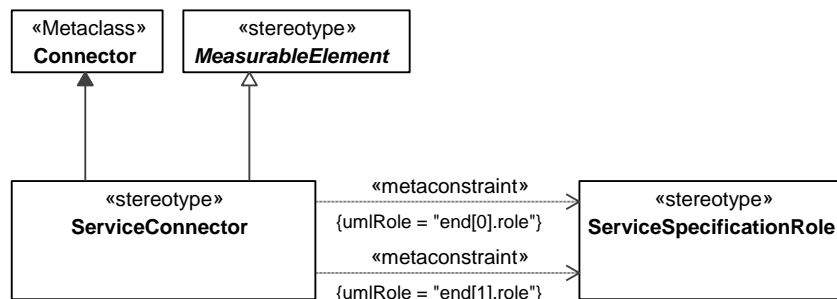 «Metaclass»
Connector
«stereotype»
MeasurableElement
«stereotype»
ServiceConnector
«metaconstraint»
{umlRole = "end[0].role"}
«metaconstraint»
{umlRole = "end[1].role"}
«stereotype»
ServiceSpecificationRole